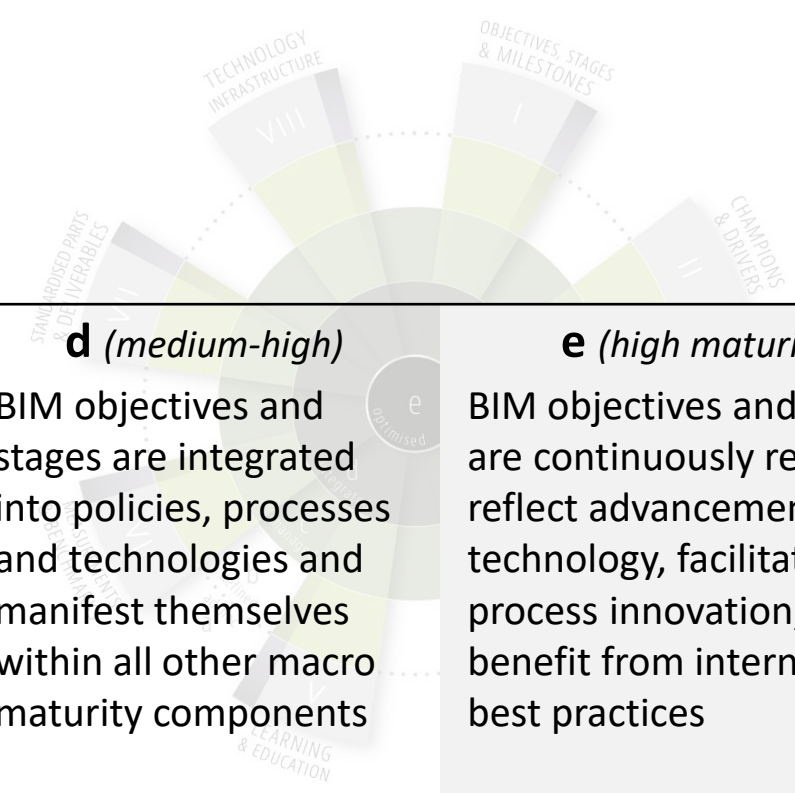 TECHNOLOGY
INFRASTRUCTURE
VIII
OBJECTIVES, STAGES
& MILESTONES
I
CHAMPIONS
& DRIVERS
II
STANDARDISED PARTS
& DELIVERABLES
VII
d (medium-high)
BIM objectives and
stages are integrated
into policies, processes
and technologies and
manifest themselves
within all other macro
maturity components
e (high maturi
BIM objectives and
are continuously re
reflect advancemen
technology, facilitat
process innovation,
benefit from intern
best practices
e
optimised
V
LEARNING
& EDUCATION